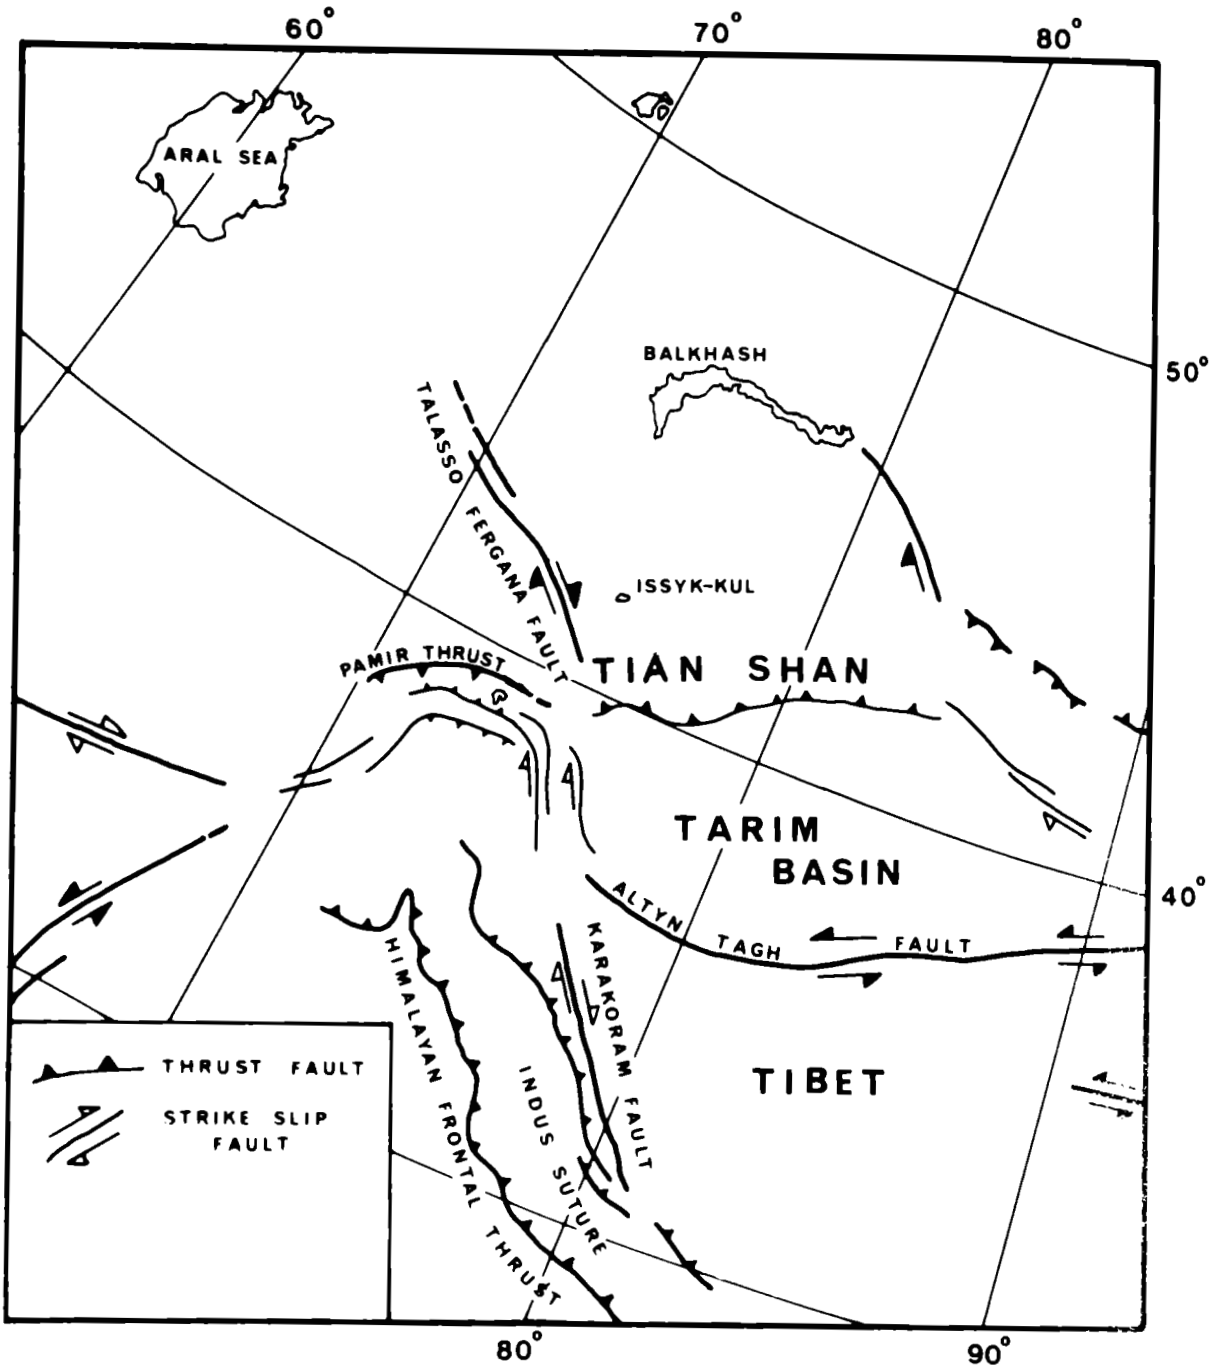 60°
70°
80°
ARAL SEA
BALKHASH
50°
TALASSO FERGANA FAULT
ISSYK-KUL
PAMIR THRUST
TIAN SHAN
TARIM
BASIN
40°
ALTYN TAGH FAULT
KARAKORAM FAULT
HIMALAYAN FRONTAL THRUST
INDUS SUTURE
TIBET
THRUST FAULT
STRIKE SLIP
FAULT
80°
90°